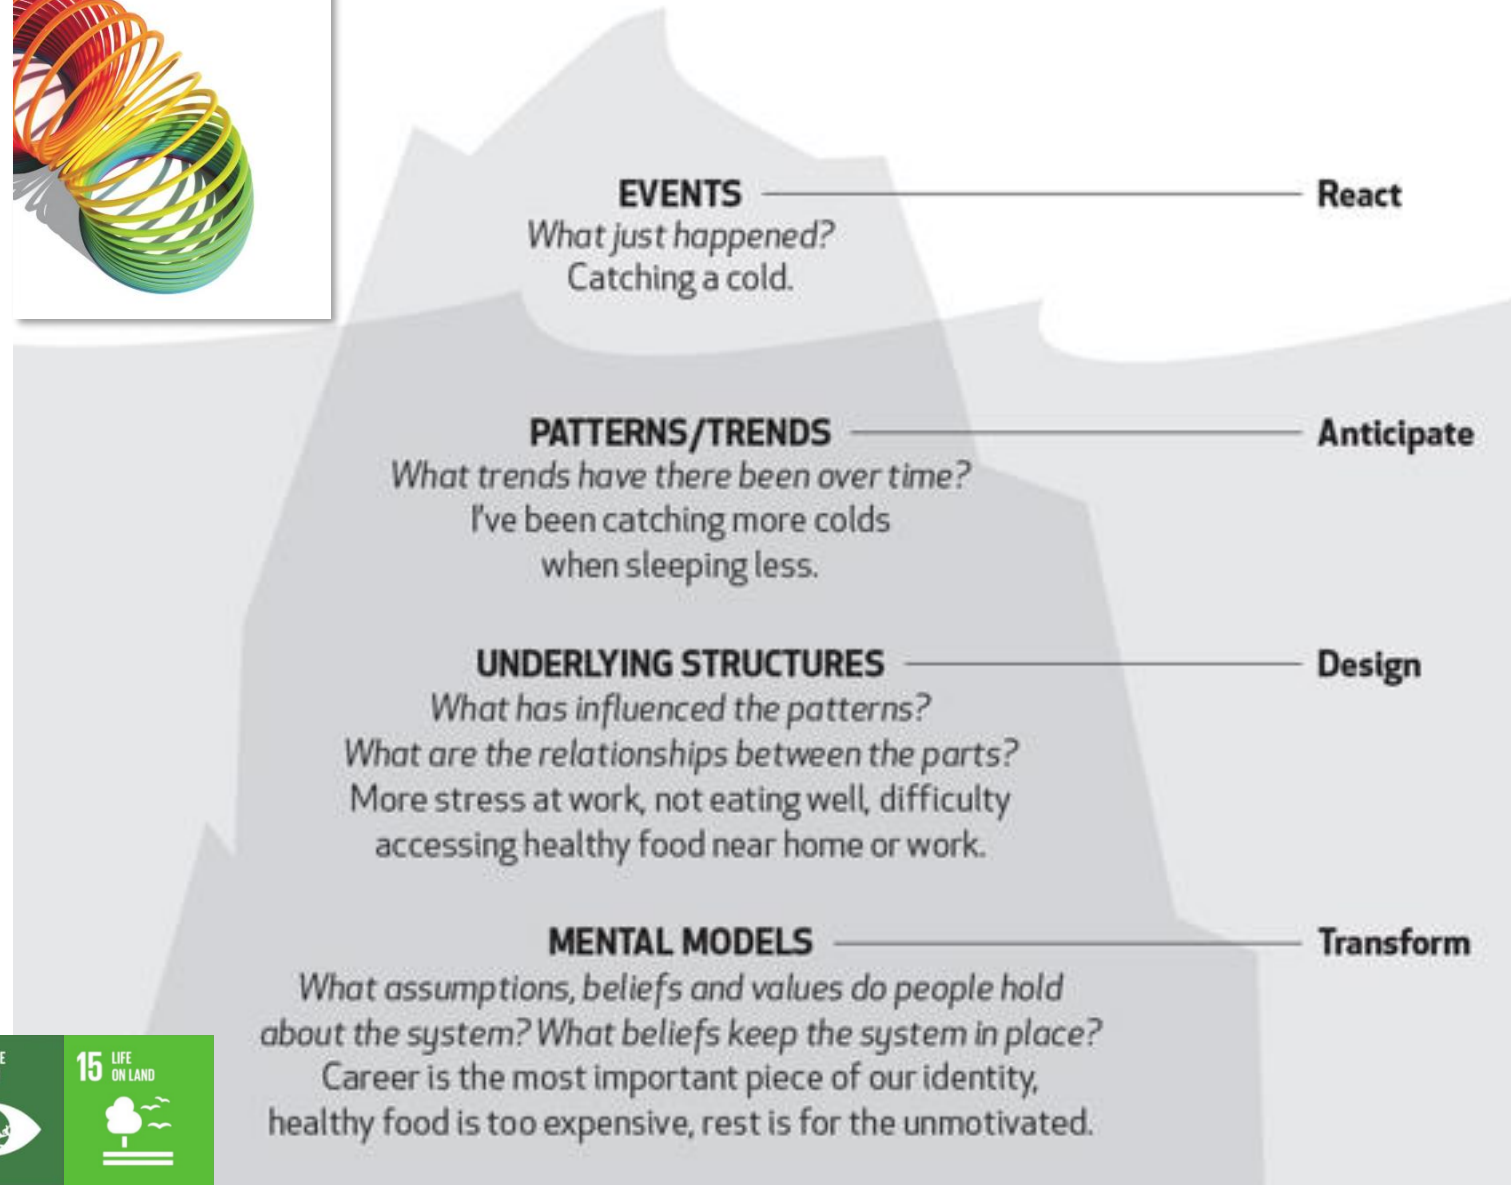 EVENTS
React
What just happened?
Catching a cold.
PATTERNS/TRENDS
Anticipate
What trends have there been over time?
I've been catching more colds
when sleeping less.
UNDERLYING STRUCTURES
Design
What has influenced the patterns?
What are the relationships between the parts?
More stress at work, not eating well, difficulty
accessing healthy food near home or work.
MENTAL MODELS
Transform
What assumptions, beliefs and values do people hold
about the system? What beliefs keep the system in place?
Career is the most important piece of our identity,
healthy food is too expensive, rest is for the unmotivated.
15 LIFE
ON LAND